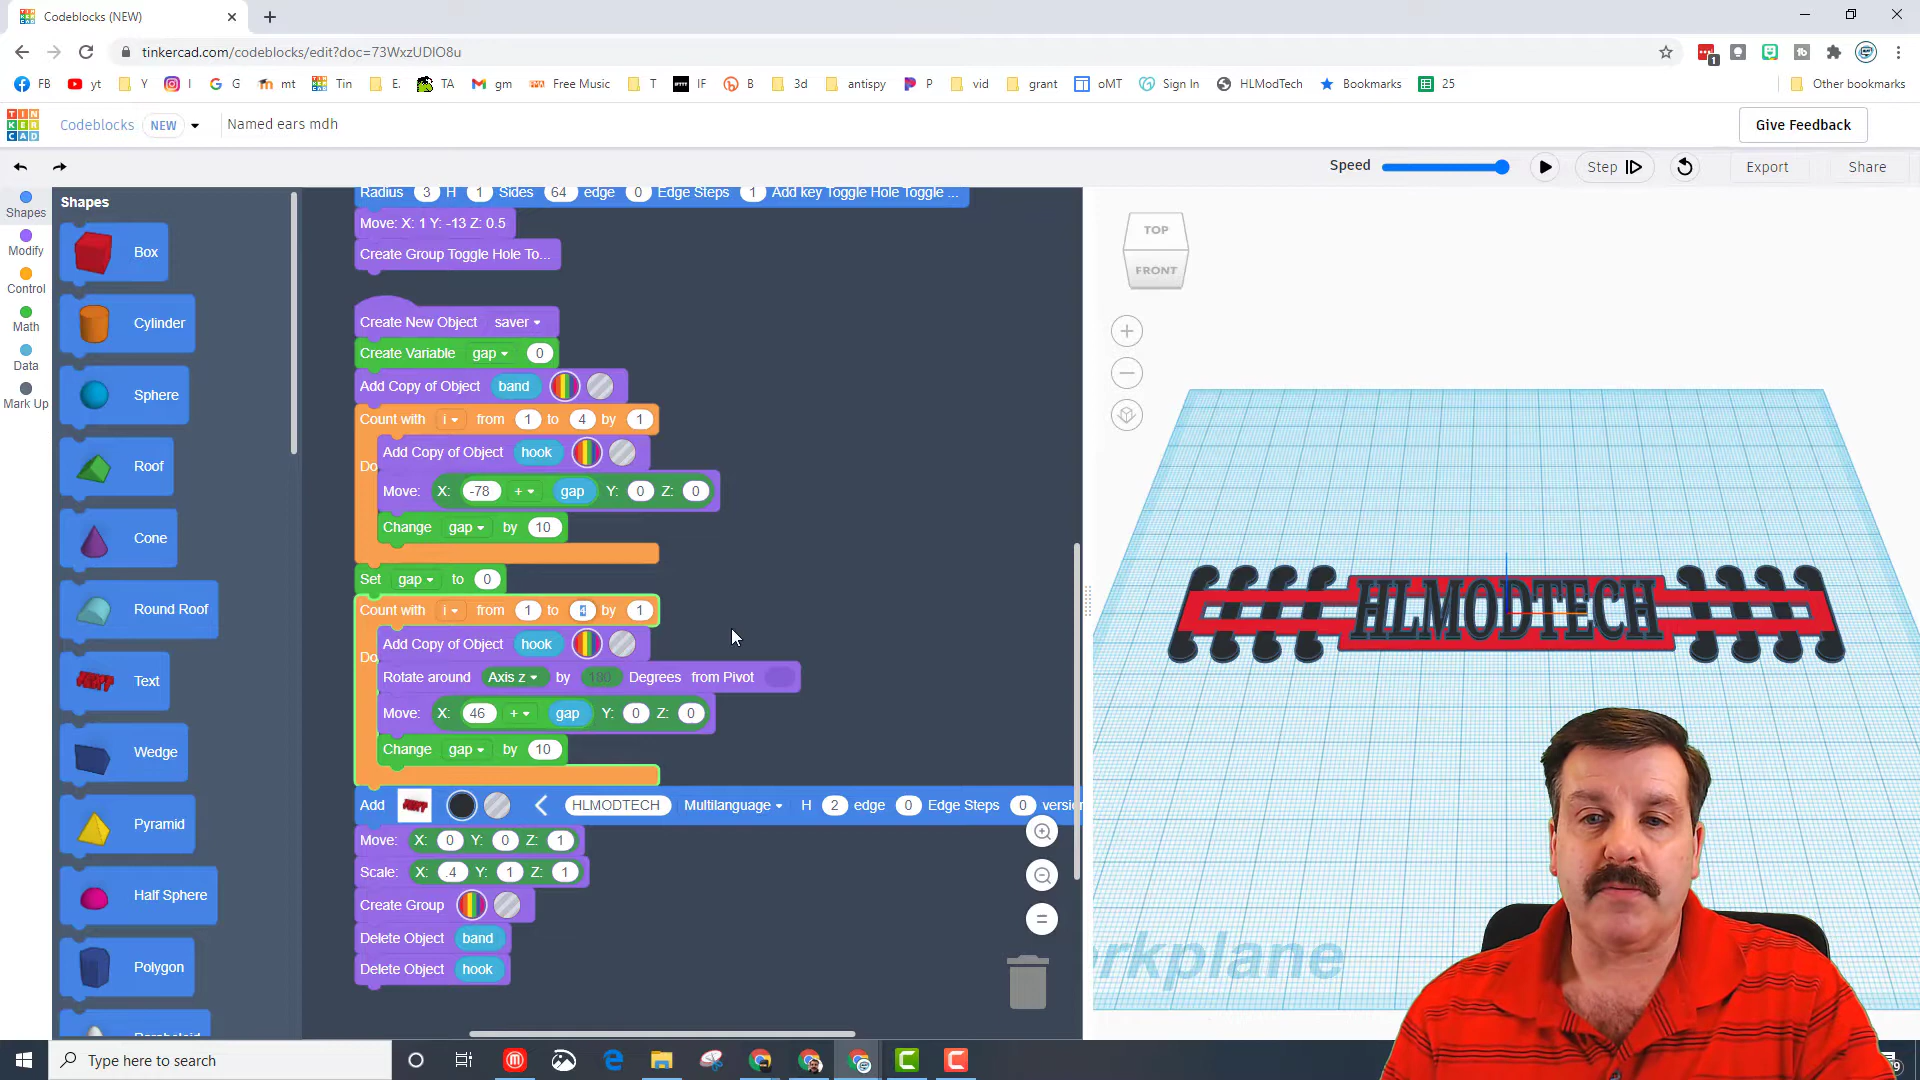 Codeblocks (NEW)
tinkercad.com/codeblocks/edit?doc=73WxzUDlO8u
FB yt Y I G mt Tin E. TA gm Free Music T IF B 3d antispy P vid grant oMT Sign In HLModTech Bookmarks 25 Other bookmarks
TIN KER CAD Codeblocks NEW Named ears mdh Give Feedback
Speed Step Export Share
Shapes
Modify
Control
Math
Data
Mark Up
Shapes
Box
Cylinder
Sphere
Roof
Cone
Round Roof
Text
Wedge
Pyramid
Half Sphere
Polygon
Paraboloid
Radius 3 H 1 Sides 64 edge 0 Edge Steps 1 Add key Toggle Hole Toggle ...
Move: X: 1 Y: -13 Z: 0.5
Create Group Toggle Hole To...
Create New Object saver
Create Variable gap 0
Add Copy of Object band
Count with i from 1 to 4 by 1
Do
Add Copy of Object hook
Move: X: -78 + gap Y: 0 Z: 0
Change gap by 10
Set gap to 0
Count with i from 1 to 4 by 1
Do
Add Copy of Object hook
Rotate around Axis z by 180 Degrees from Pivot
Move: X: 46 + gap Y: 0 Z: 0
Change gap by 10
Add HLMODTECH Multilanguage H 2 edge 0 Edge Steps 0 versi
Move: X: 0 Y: 0 Z: 1
Scale: X: .4 Y: 1 Z: 1
Create Group
Delete Object band
Delete Object hook
TOP
FRONT
HLMODTECH
rkplane
Type here to search